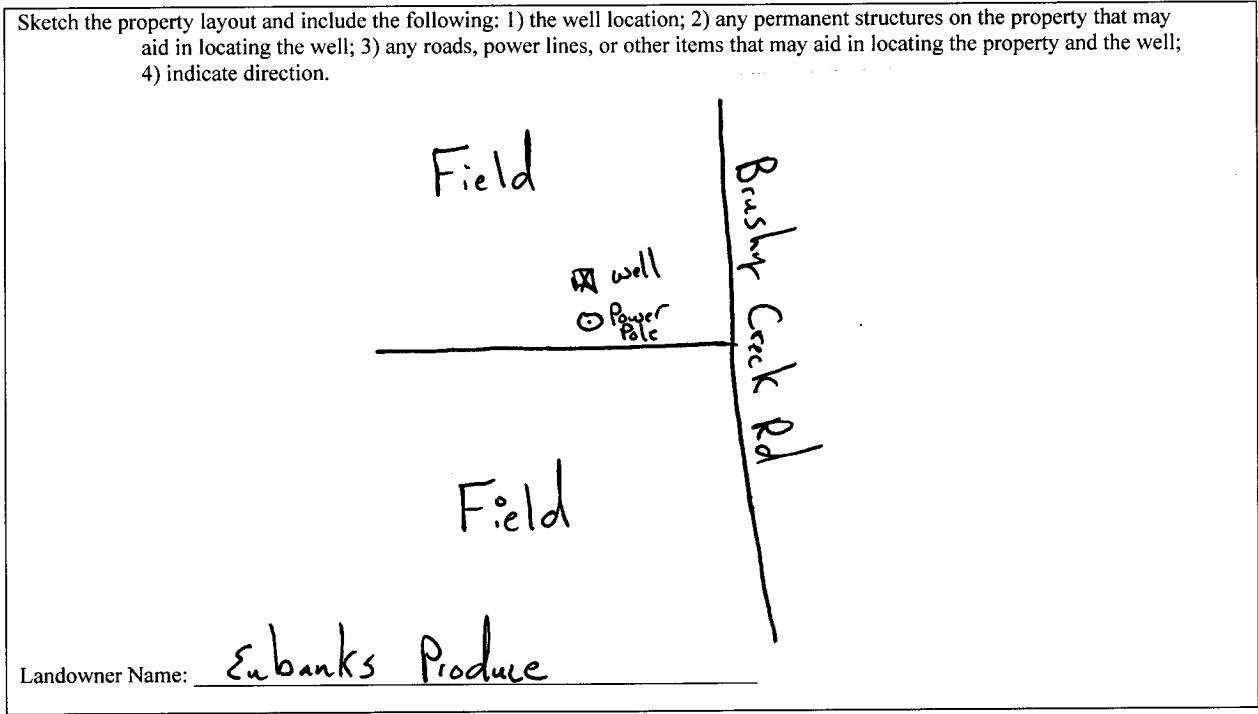 Sketch the property layout and include the following: 1) the well location; 2) any permanent structures on the property that may
aid in locating the well; 3) any roads, power lines, or other items that may aid in locating the property and the well;
4) indicate direction.
Field
Brushy Creek Rd
well
Power
Pole
Field
Landowner Name: Eubanks Produce